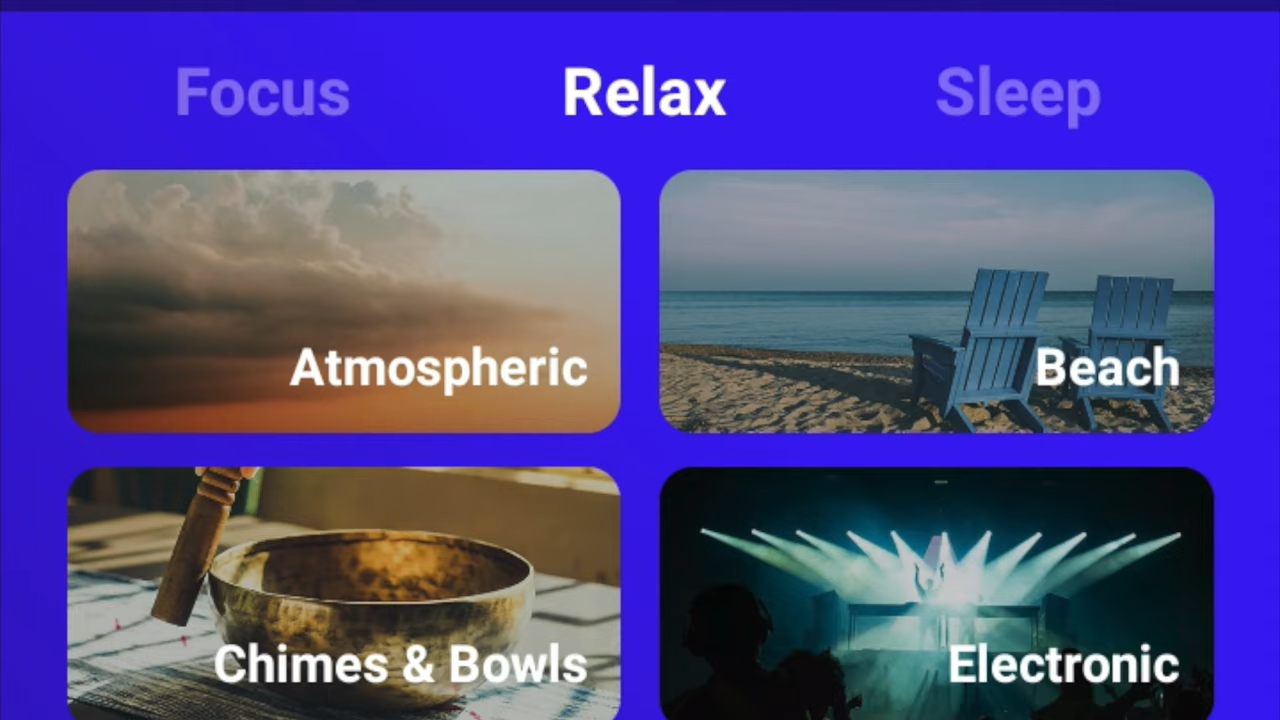 Focus
Relax
Sleep
Atmospheric
Beach
Chimes & Bowls
Electronic